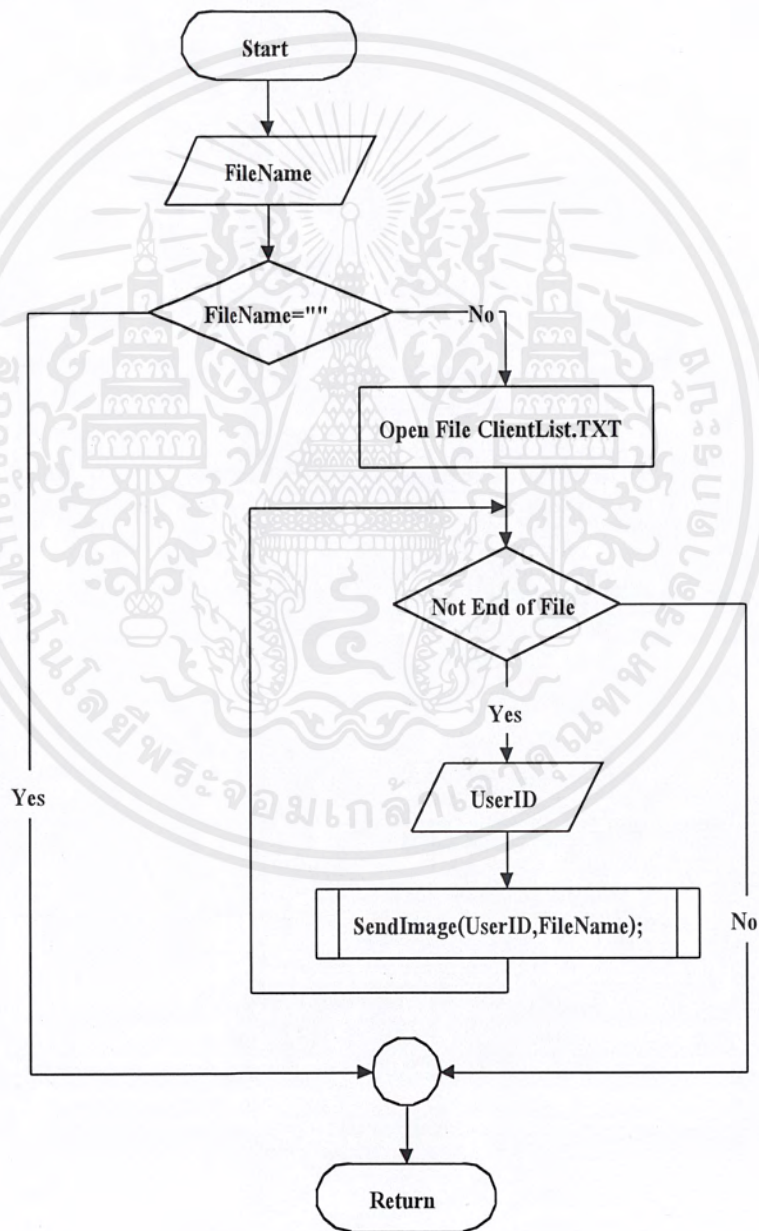 Start
FileName
FileName=""
No
Open File ClientList.TXT
Not End of File
Yes
UserID
SendImage(UserID,FileName);
Yes
No
Return